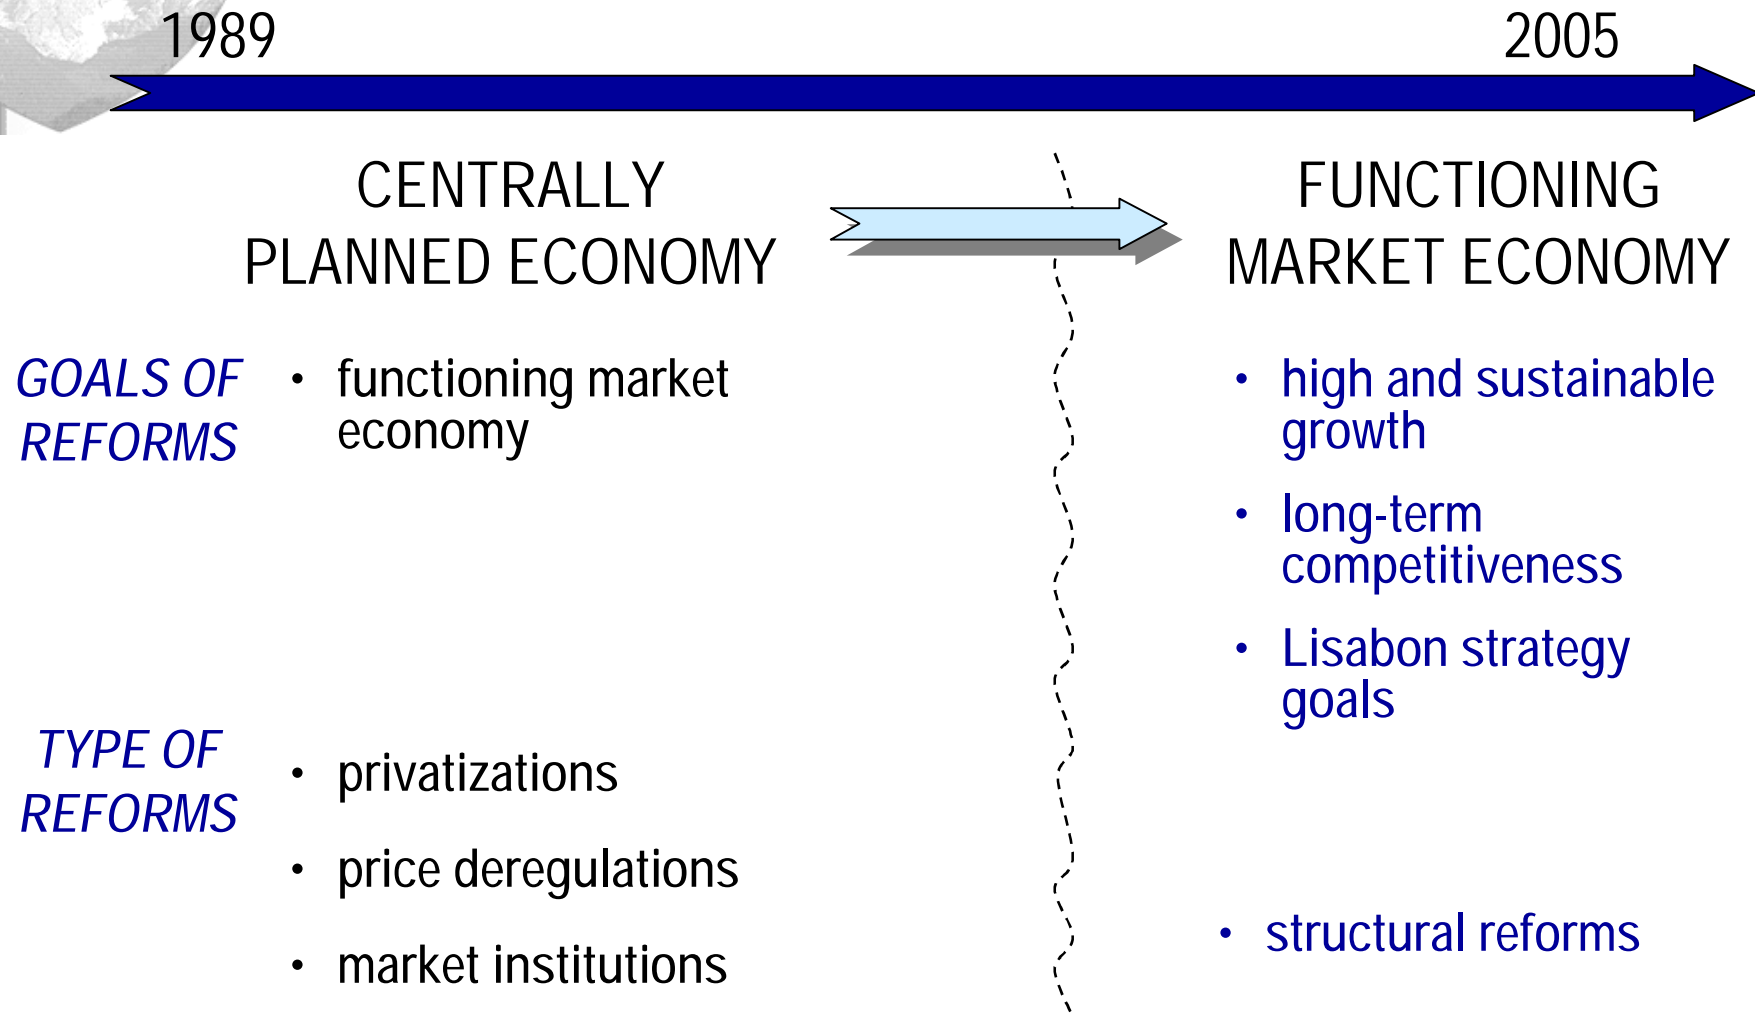 1989
2005
CENTRALLY
PLANNED ECONOMY
FUNCTIONING
MARKET ECONOMY
GOALS OF
REFORMS
• functioning market
economy
• high and sustainable
growth
• long-term
competitiveness
• Lisabon strategy
goals
TYPE OF
REFORMS
• privatizations
• price deregulations
• market institutions
• structural reforms